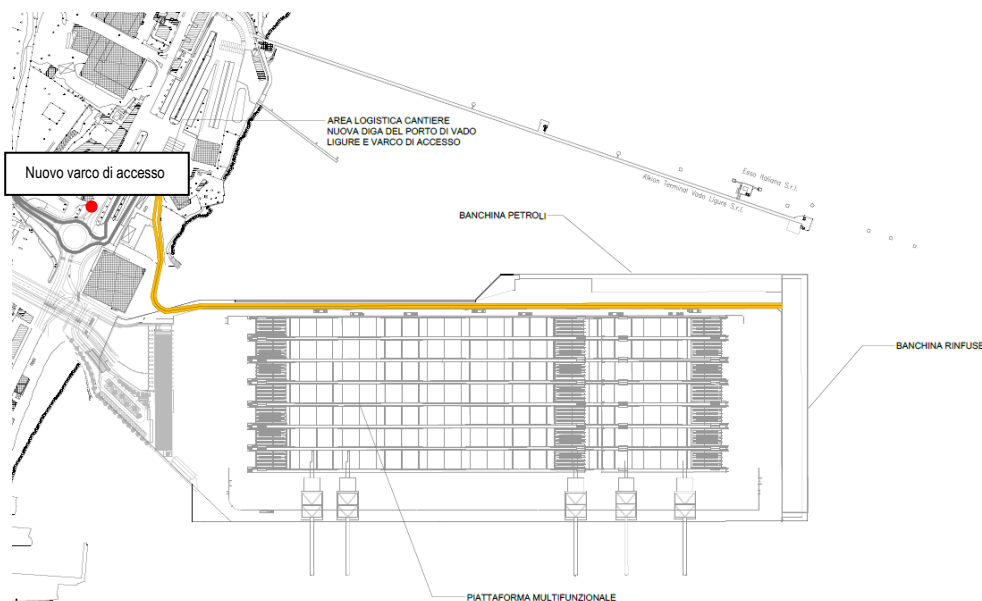 AREA LOGISTICA CANTIERE
NUOVA DIGA DEL PORTO DI VADO
LIGURE E VARCO DI ACCESSO
Nuovo varco di accesso
Esso Italiana S.r.l.
Alkion Terminal Vado Ligure S.r.l.
BANCHINA PETROLI
BANCHINA RINFUSE
PIATTAFORMA MULTIFUNZIONALE